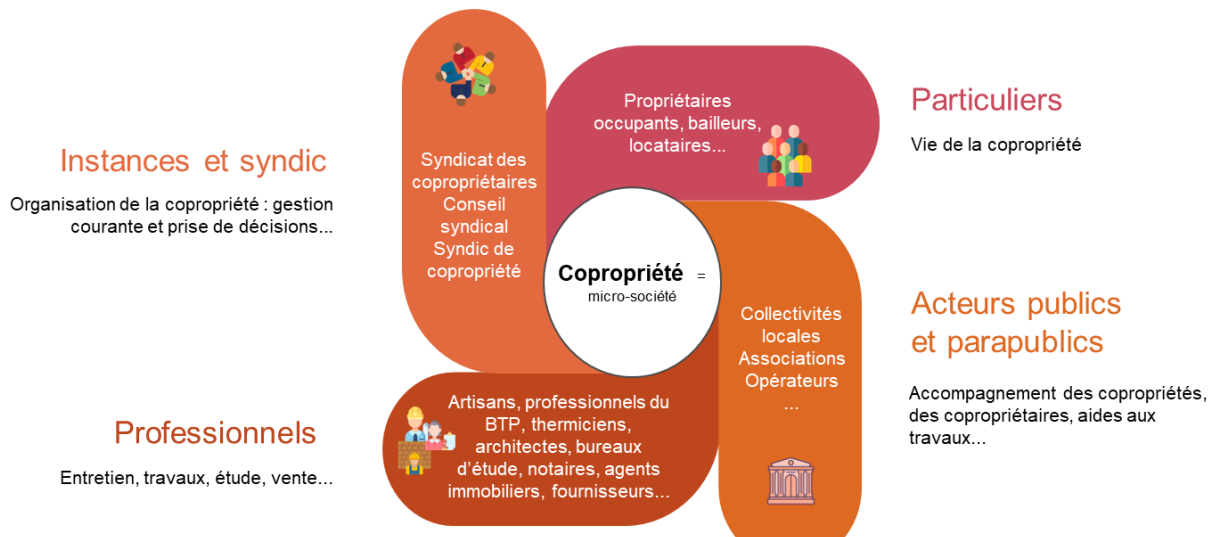 Instances et syndic
Organisation de la copropriété : gestion
courante et prise de décisions...
Syndicat des
copropriétaires
Conseil
syndical
Syndic de
copropriété
Propriétaires
occupants, bailleurs,
locataires...
Particuliers
Vie de la copropriété
Copropriété =
micro-société
Collectivités
locales
Associations
Opérateurs
...
Acteurs publics
et parapublics
Accompagnement des copropriétés,
des copropriétaires, aides aux
travaux...
Professionnels
Entretien, travaux, étude, vente...
Artisans, professionnels du
BTP, thermiciens,
architectes, bureaux
d'étude, notaires, agents
immobiliers, fournisseurs...